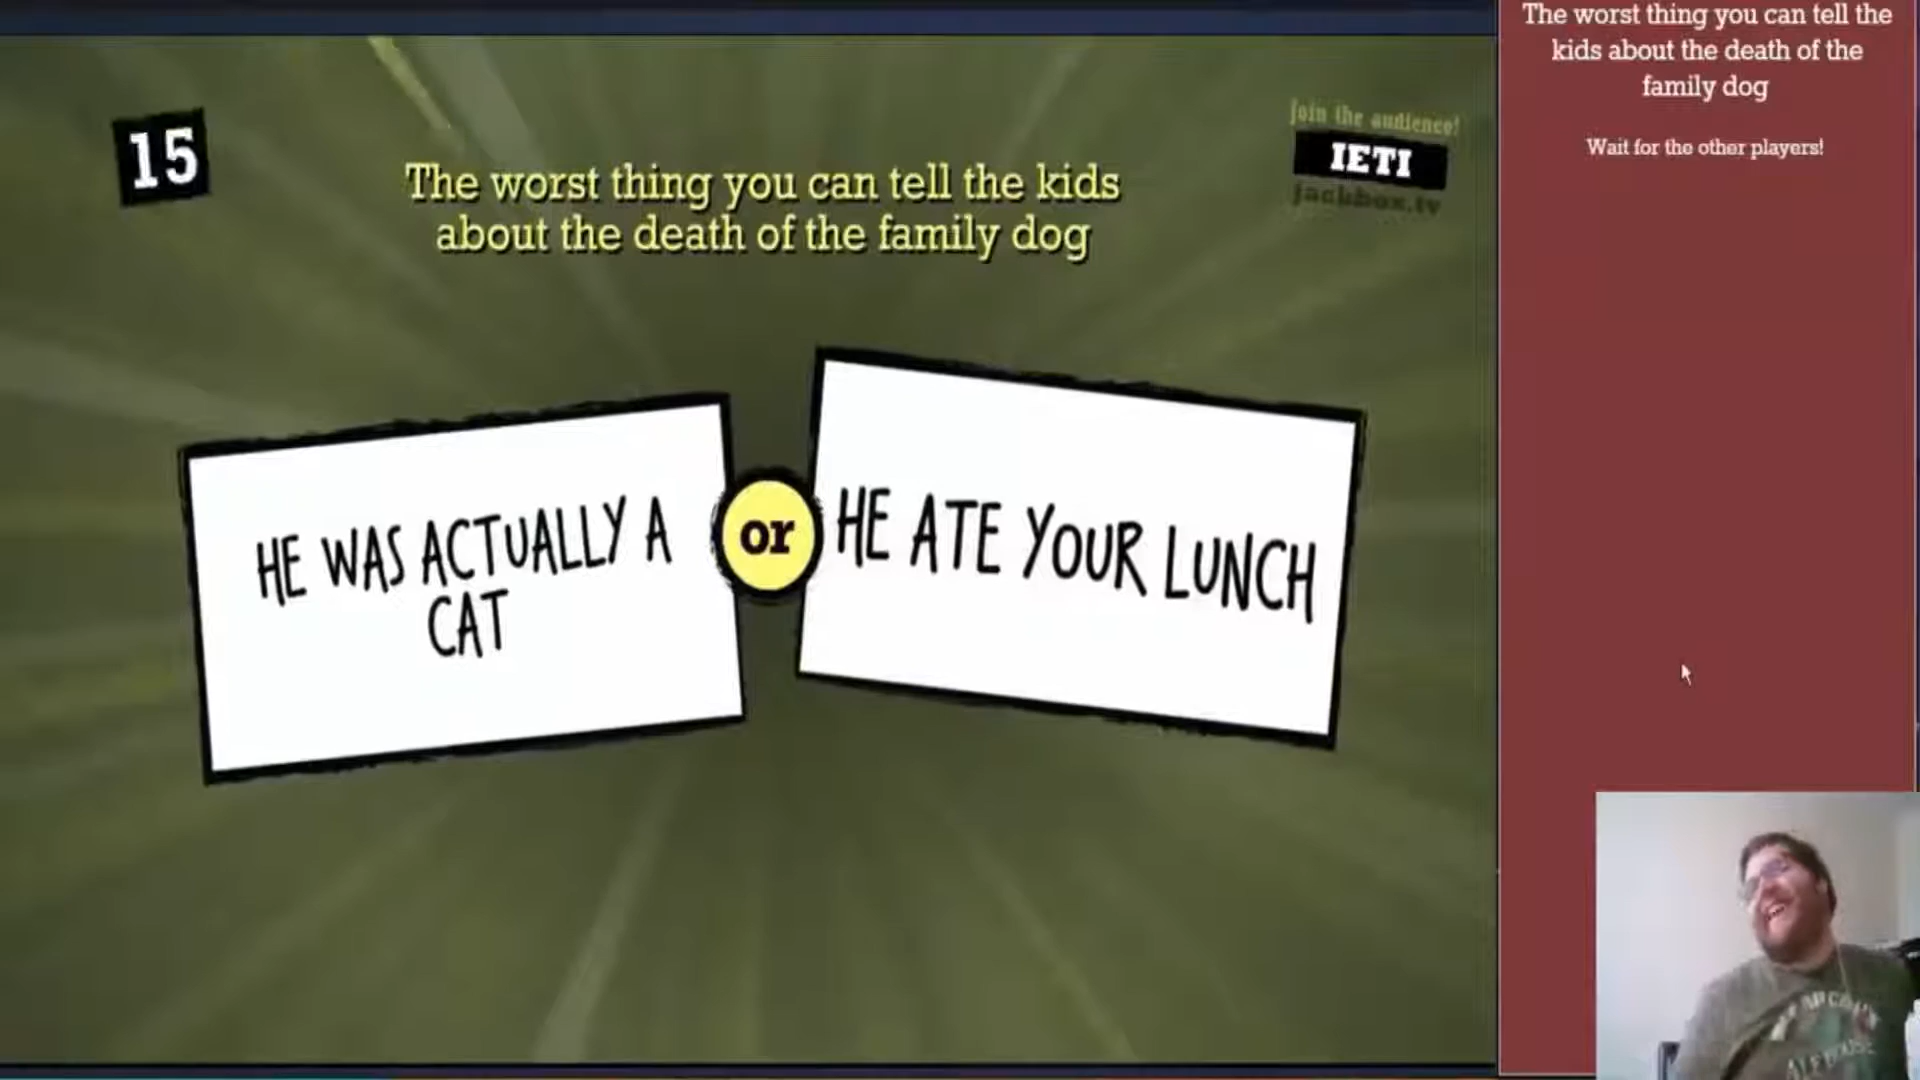 15
The worst thing you can tell the kids
about the death of the family dog
Join the audience!
IETI
jackbox.tv
HE WAS ACTUALLY A
CAT
or
HE ATE YOUR LUNCH
The worst thing you can tell the
kids about the death of the
family dog
Wait for the other players!